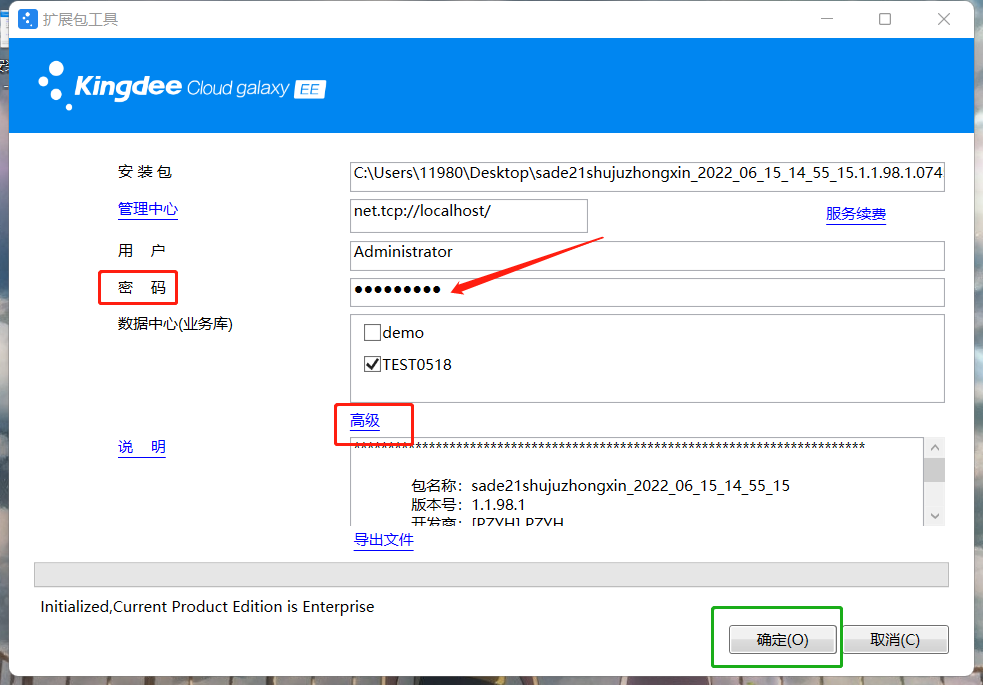 扩展包工具
Kingdee Cloud galaxy EE
安 装 包
C:\Users\11980\Desktop\sade21shujuzhongxin_2022_06_15_14_55_15.1.1.98.1.074
管理中心
net.tcp://localhost/
服务续费
用 户
Administrator
密 码
●●●●●●●●●
数据中心(业务库)
demo
TEST0518
高级
说 明
包名称：sade21shujuzhongxin_2022_06_15_14_55_15
版本号：1.1.98.1
开发商：[PZYH] PZYH
导出文件
Initialized,Current Product Edition is Enterprise
确定(O)
取消(C)